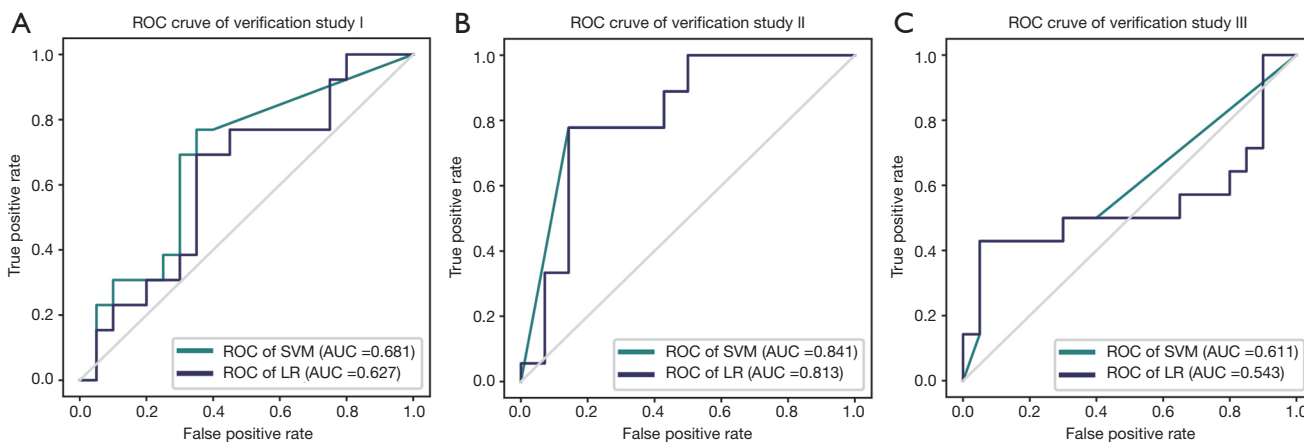 A
ROC cruve of verification study I
True positive rate
1.0
0.8
0.6
0.4
0.2
0.0
ROC of SVM (AUC =0.681)
ROC of LR (AUC =0.627)
0.0 0.2 0.4 0.6 0.8 1.0
False positive rate
B
ROC cruve of verification study II
True positive rate
1.0
0.8
0.6
0.4
0.2
0.0
ROC of SVM (AUC =0.841)
ROC of LR (AUC =0.813)
0.0 0.2 0.4 0.6 0.8 1.0
False positive rate
C
ROC cruve of verification study III
True positive rate
1.0
0.8
0.6
0.4
0.2
0.0
ROC of SVM (AUC =0.611)
ROC of LR (AUC =0.543)
0.0 0.2 0.4 0.6 0.8 1.0
False positive rate